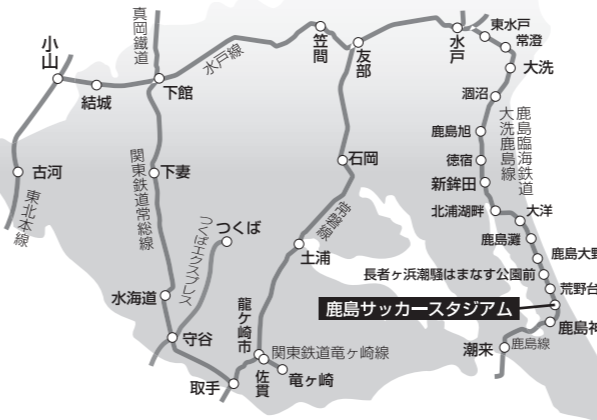 真岡鐵道
小山
結城
下館
水戸線
笠間
友部
水戸
東水戸
常澄
大洗
涸沼
鹿島旭
徳宿
新鉾田
大洗鹿島線
鹿島臨海鉄道
北浦湖畔
大洋
鹿島灘
鹿島大野
長者ヶ浜潮騒はまなす公園前
荒野台
鹿島サッカースタジアム
鹿島神
潮来
鹿島線
古河
東北本線
関東鉄道常総線
下妻
石岡
常磐線
つくば
つくばエクスプレス
土浦
水海道
守谷
取手
龍ケ崎市
佐貫
関東鉄道竜ヶ崎線
竜ヶ崎